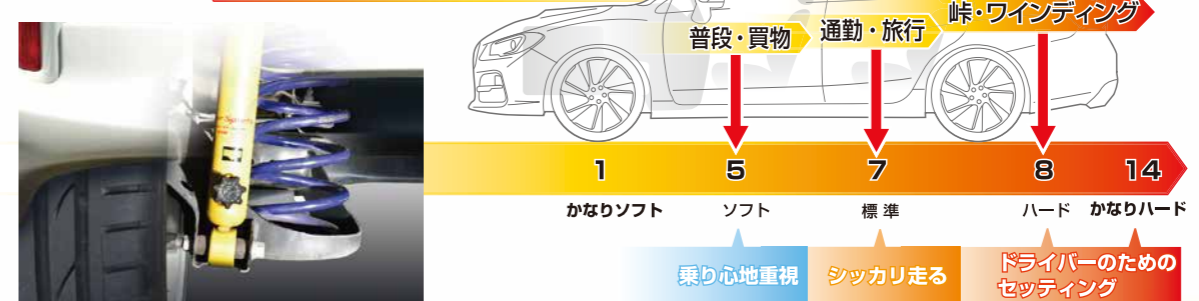 峠・ワインディング
普段・買物
通勤・旅行
1
5
7
8
14
かなりソフト
ソフト
標 準
ハード
かなりハード
乗り心地重視
シッカリ走る
ドライバーのための
セッティング